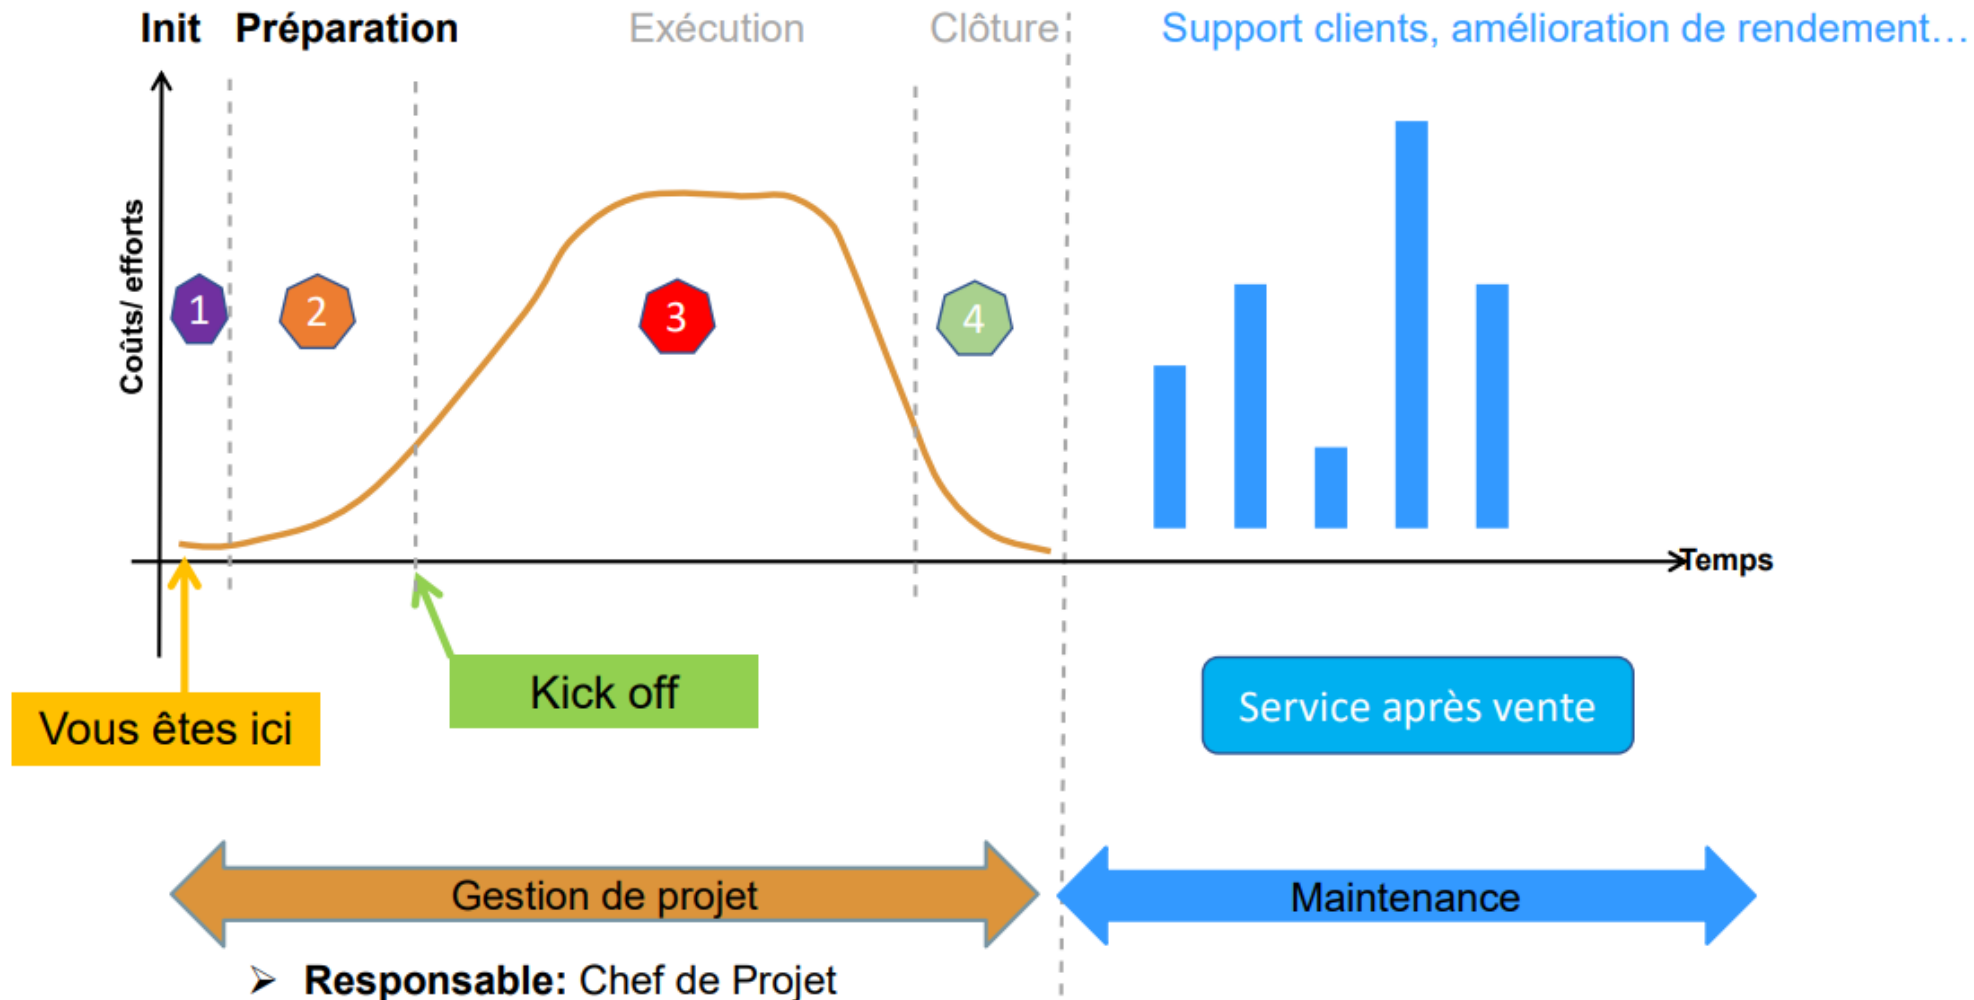 Init Préparation Exécution Clôture Support clients, amélioration de rendement…
Coûts/ efforts
1 2 3 4
Temps
Vous êtes ici
Kick off
Service après vente
Gestion de projet
Maintenance
➢ Responsable: Chef de Projet